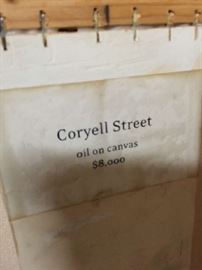 Coryell Street
oil on canvas
$8,000